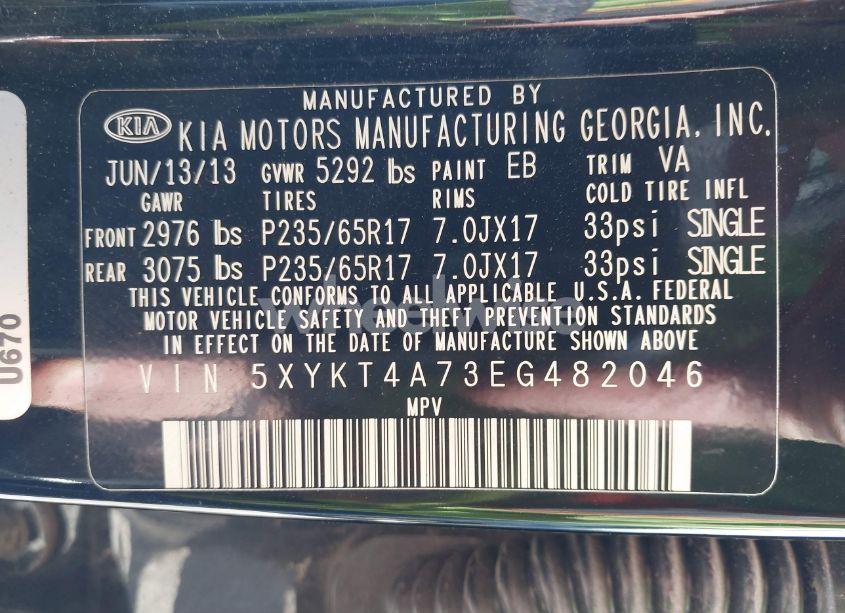 MANUFACTURED BY
KIA KIA MOTORS MANUFACTURING GEORGIA, INC.
JUN/13/13 GVWR 5292 lbs PAINT EB TRIM VA
GAWR TIRES RIMS COLD TIRE INFL
FRONT 2976 lbs P235/65R17 7.0JX17 33psi SINGLE
REAR 3075 lbs P235/65R17 7.0JX17 33psi SINGLE
THIS VEHICLE CONFORMS TO ALL APPLICABLE U.S.A. FEDERAL
MOTOR VEHICLE SAFETY AND THEFT PREVENTION STANDARDS
IN EFFECT ON THE DATE OF MANUFACTURE SHOWN ABOVE
VIN 5XYKT4A73EG482046
MPV
U670